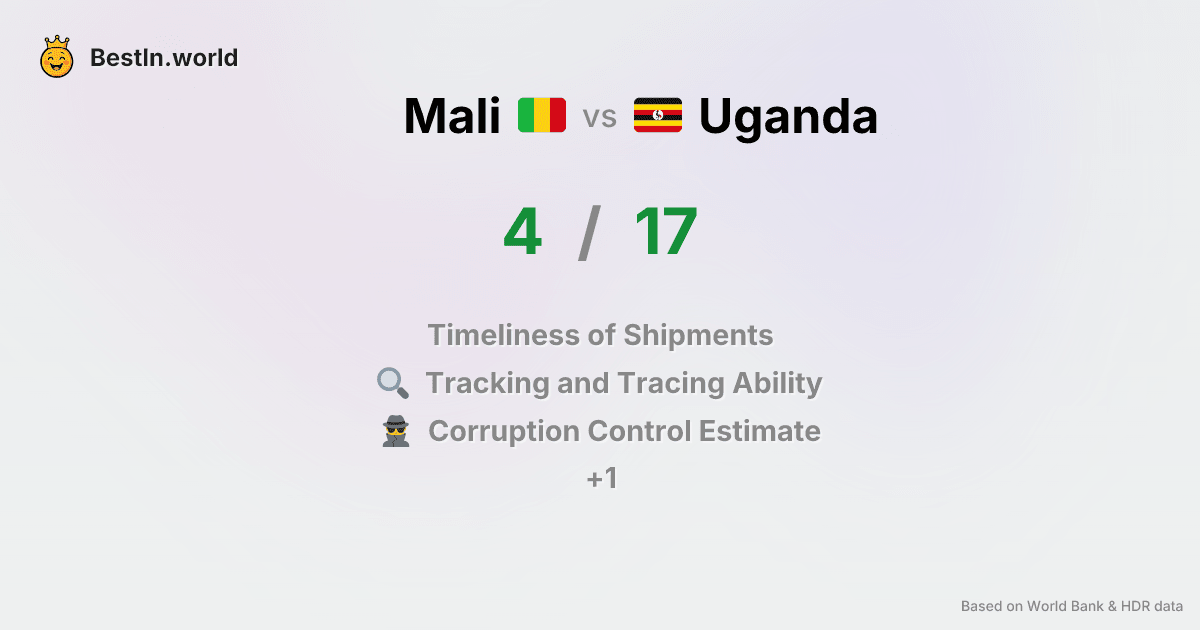 BestIn.world
Mali vs Uganda
4 / 17
Timeliness of Shipments
Tracking and Tracing Ability
Corruption Control Estimate
+1
Based on World Bank & HDR data